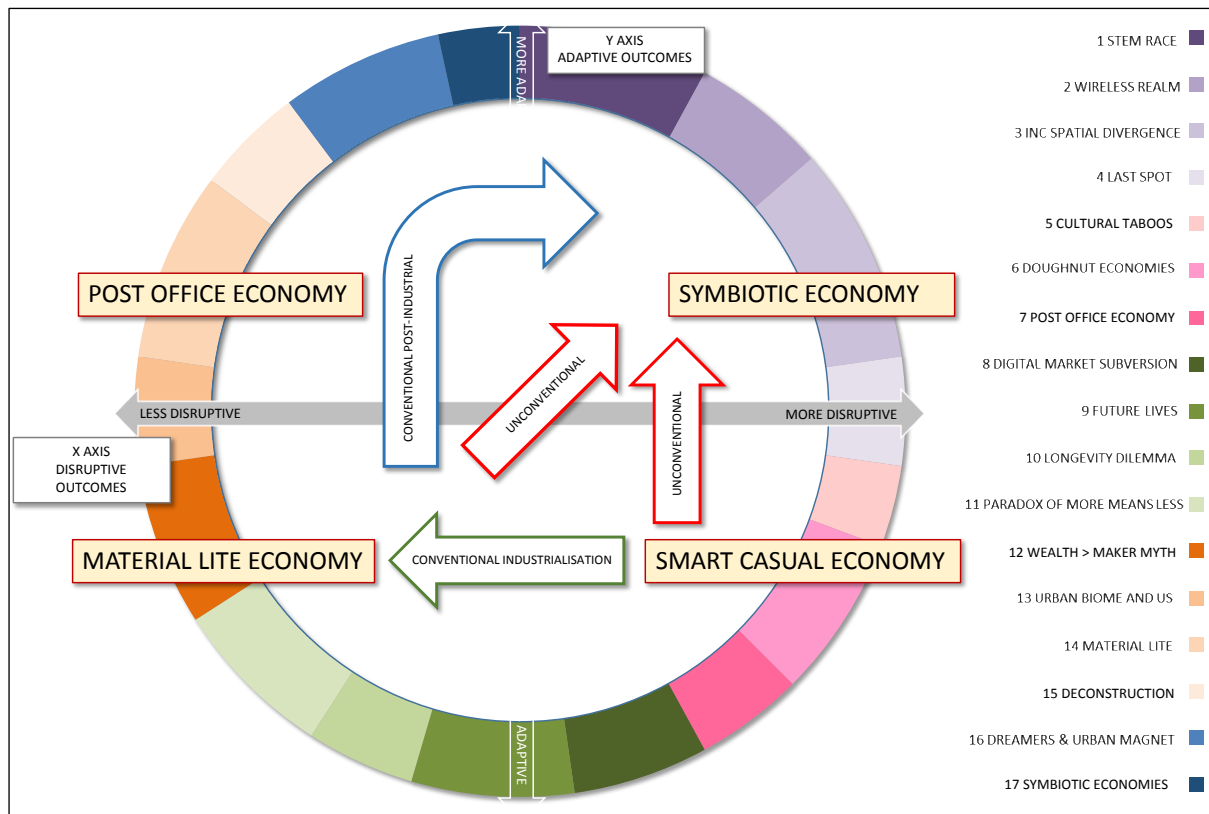 Y AXIS
ADAPTIVE OUTCOMES
MORE ADA
1 STEM RACE
2 WIRELESS REALM
3 INC SPATIAL DIVERGENCE
4 LAST SPOT
5 CULTURAL TABOOS
6 DOUGHNUT ECONOMIES
7 POST OFFICE ECONOMY
8 DIGITAL MARKET SUBVERSION
9 FUTURE LIVES
10 LONGEVITY DILEMMA
11 PARADOX OF MORE MEANS LESS
12 WEALTH > MAKER MYTH
13 URBAN BIOME AND US
14 MATERIAL LITE
15 DECONSTRUCTION
16 DREAMERS & URBAN MAGNET
17 SYMBIOTIC ECONOMIES
POST OFFICE ECONOMY
SYMBIOTIC ECONOMY
CONVENTIONAL POST-INDUSTRIAL
UNCONVENTIONAL
UNCONVENTIONAL
LESS DISRUPTIVE
MORE DISRUPTIVE
X AXIS
DISRUPTIVE
OUTCOMES
MATERIAL LITE ECONOMY
CONVENTIONAL INDUSTRIALISATION
SMART CASUAL ECONOMY
ADAPTIVE